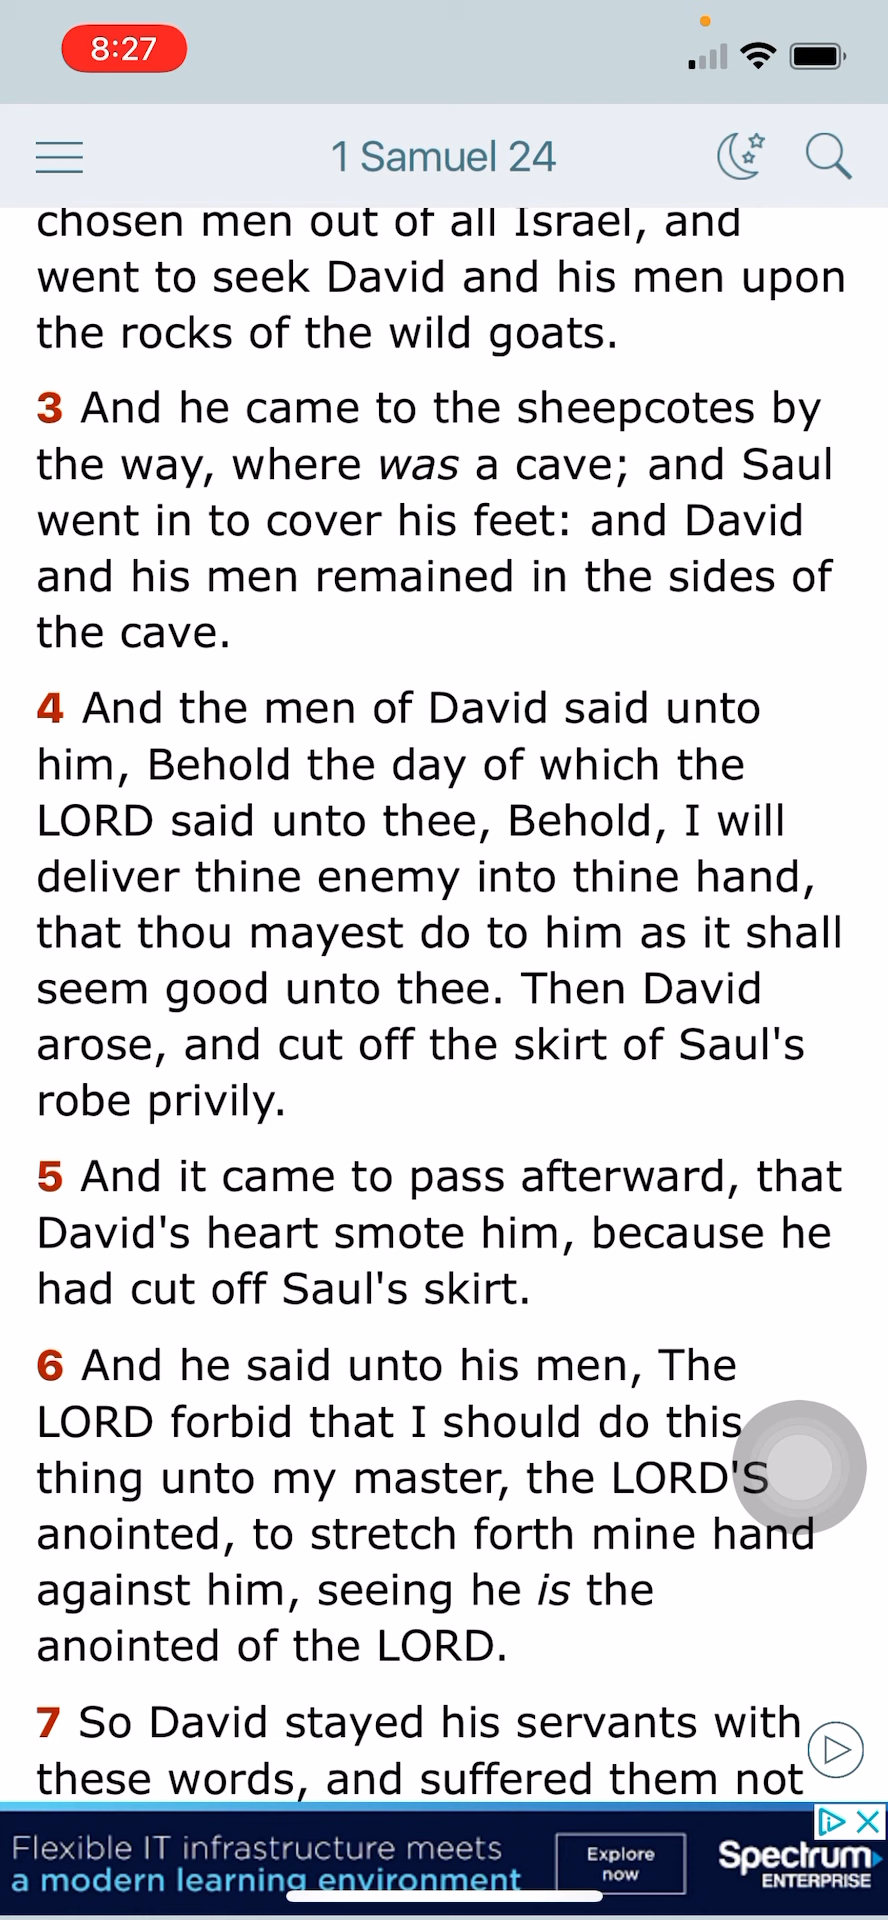 8:27
1 Samuel 24
chosen men out of all Israel, and
went to seek David and his men upon
the rocks of the wild goats.
3 And he came to the sheepcotes by
the way, where was a cave; and Saul
went in to cover his feet: and David
and his men remained in the sides of
the cave.
4 And the men of David said unto
him, Behold the day of which the
LORD said unto thee, Behold, I will
deliver thine enemy into thine hand,
that thou mayest do to him as it shall
seem good unto thee. Then David
arose, and cut off the skirt of Saul's
robe privily.
5 And it came to pass afterward, that
David's heart smote him, because he
had cut off Saul's skirt.
6 And he said unto his men, The
LORD forbid that I should do this
thing unto my master, the LORD'S
anointed, to stretch forth mine hand
against him, seeing he is the
anointed of the LORD.
7 So David stayed his servants with
these words, and suffered them not
Flexible IT infrastructure meets
a modern learning environment
Explore
now
Spectrum
ENTERPRISE